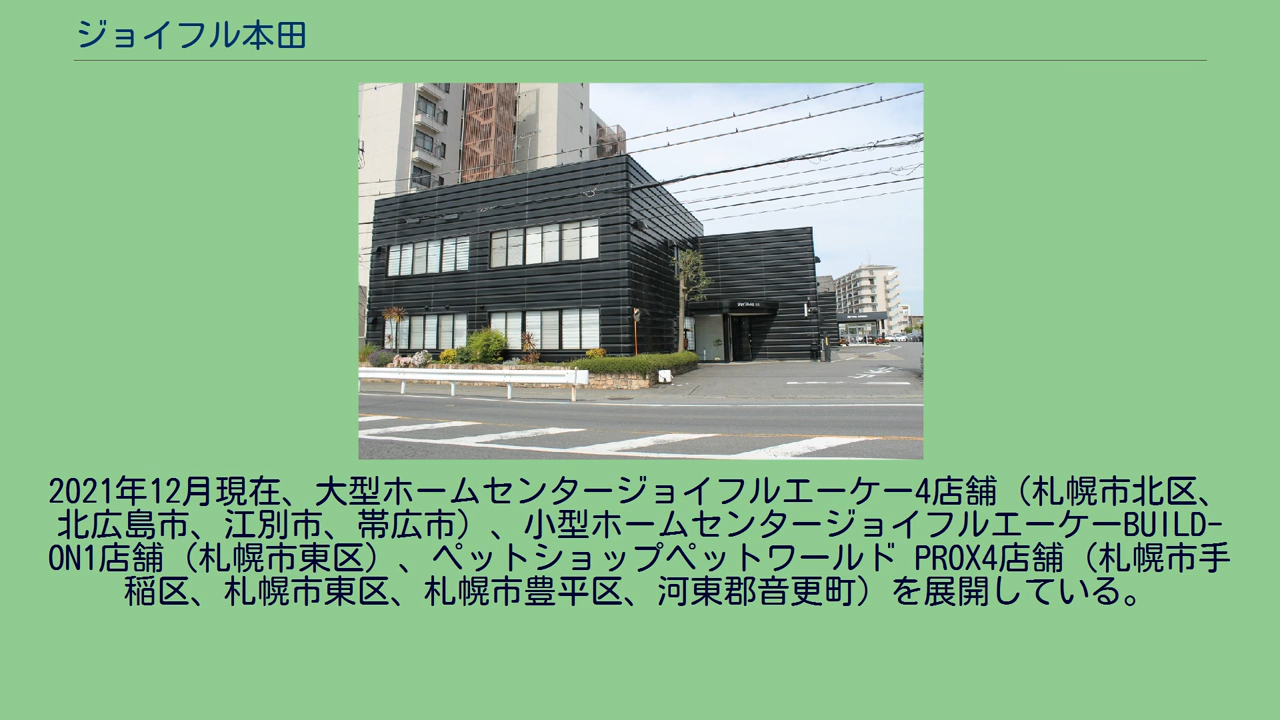 ジョイフル本田
2021年12月現在、大型ホームセンタージョイフルエーケー4店舗（札幌市北区、
北広島市、江別市、帯広市）、小型ホームセンタージョイフルエーケーBUILD-
ON1店舗（札幌市東区）、ペットショップペットワールド PROX4店舗（札幌市手
稲区、札幌市東区、札幌市豊平区、河東郡音更町）を展開している。